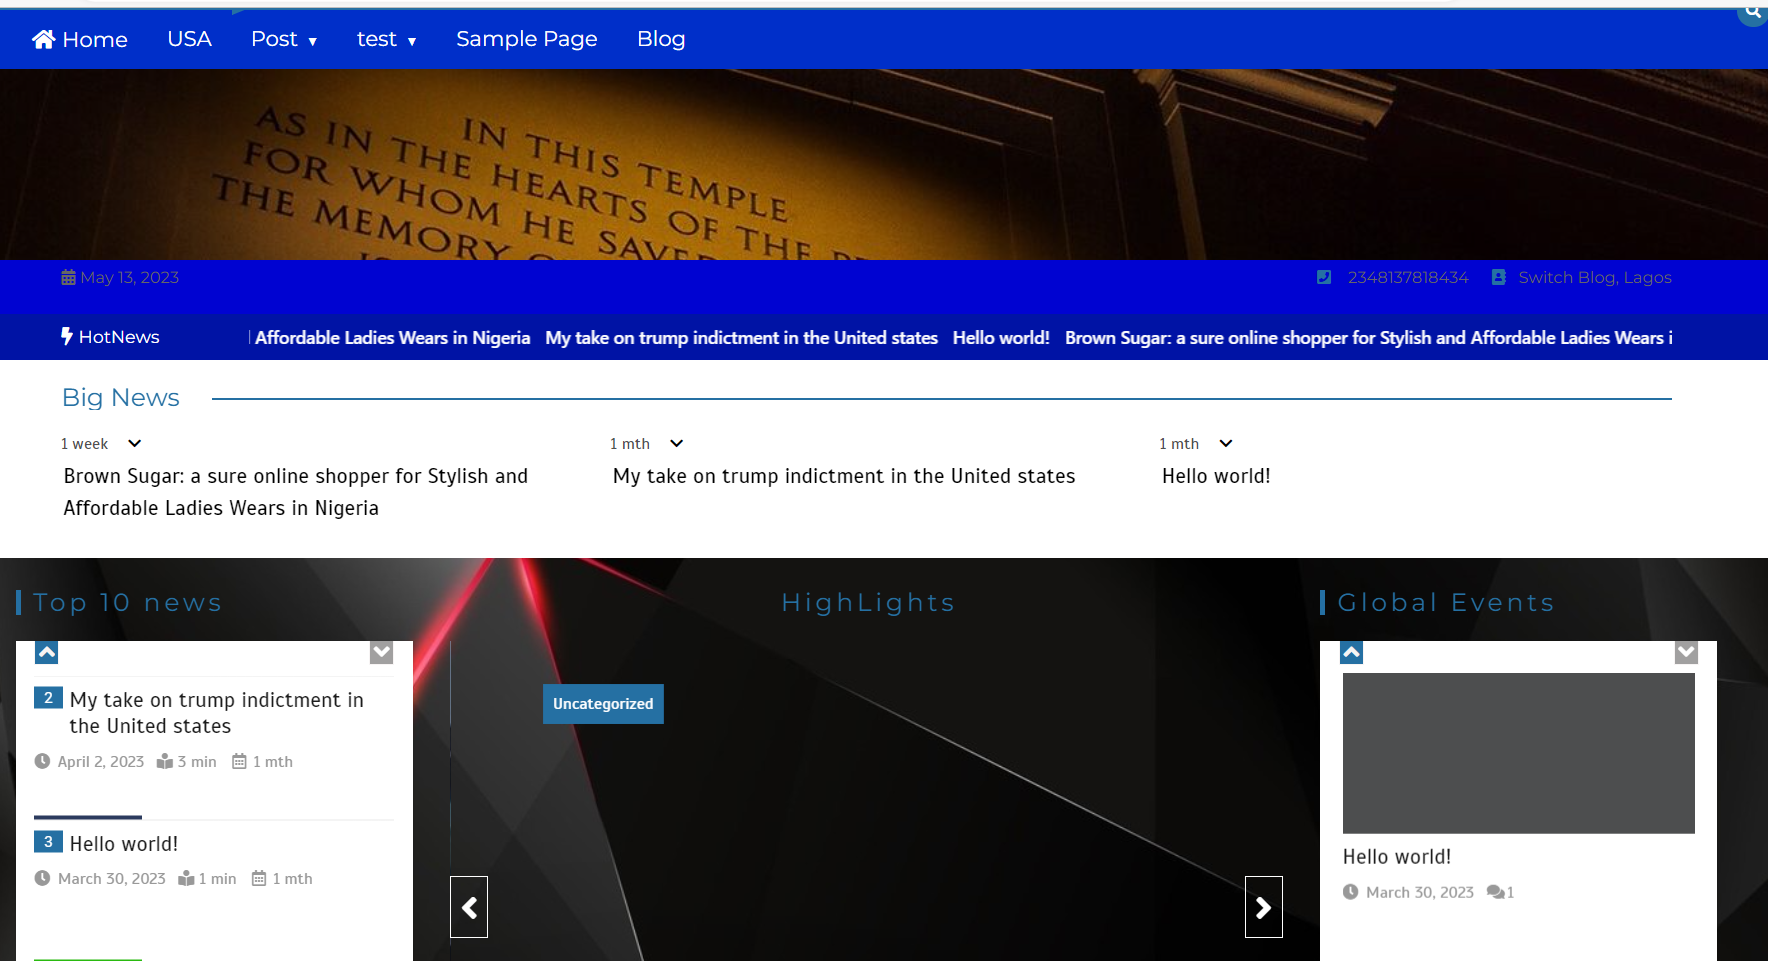 Home USA Post ▼ test ▼ Sample Page Blog
IN THIS TEMPLE
AS IN THE HEARTS OF THE
FOR WHOM HE SAVED
THE MEMORY
IS
May 13, 2023 2348137818434 Switch Blog, Lagos
HotNews Affordable Ladies Wears in Nigeria My take on trump indictment in the United states Hello world! Brown Sugar: a sure online shopper for Stylish and Affordable Ladies Wears i
Big News
1 week
Brown Sugar: a sure online shopper for Stylish and
Affordable Ladies Wears in Nigeria
1 mth
My take on trump indictment in the United states
1 mth
Hello world!
Top 10 news
2 My take on trump indictment in
the United states
April 2, 2023 3 min 1 mth
3 Hello world!
March 30, 2023 1 min 1 mth
HighLights
Uncategorized
Global Events
Hello world!
March 30, 2023 1